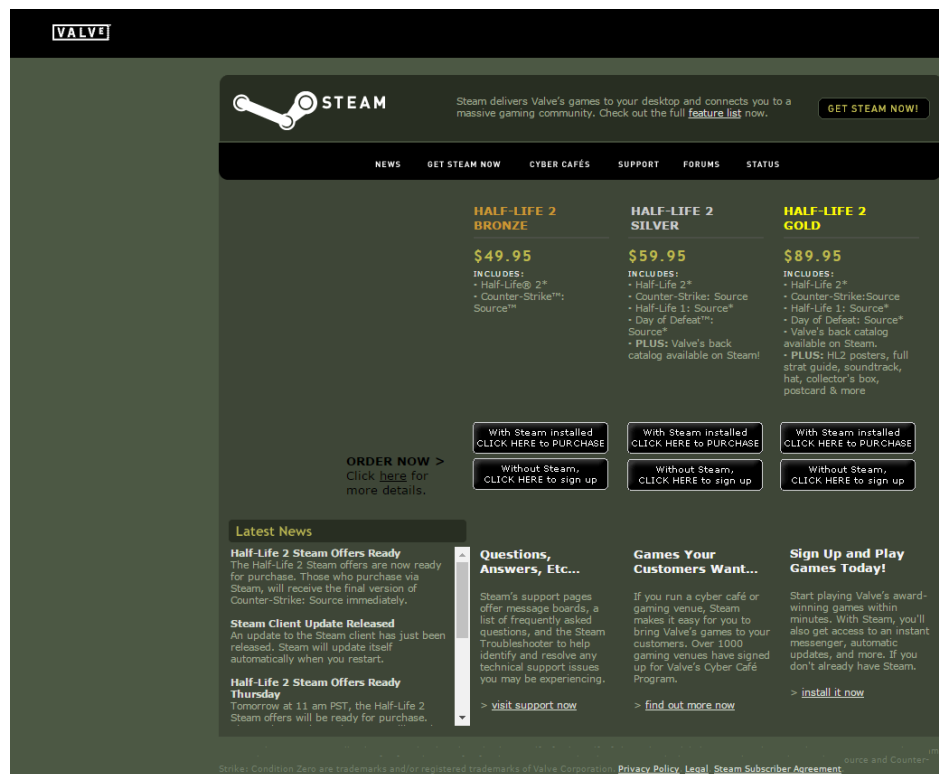 VALVE
STEAM
Steam delivers Valve's games to your desktop and connects you to a
massive gaming community. Check out the full feature list now.
GET STEAM NOW!
NEWS GET STEAM NOW CYBER CAFÉS SUPPORT FORUMS STATUS
HALF-LIFE 2
BRONZE
$49.95
INCLUDES:
• Half-Life® 2*
• Counter-Strike™:
Source™
HALF-LIFE 2
SILVER
$59.95
INCLUDES:
• Half-Life 2*
• Counter-Strike: Source
• Half-Life 1: Source*
• Day of Defeat™:
Source*
• PLUS: Valve's back
catalog available on Steam!
HALF-LIFE 2
GOLD
$89.95
INCLUDES:
• Half-Life 2*
• Counter-Strike:Source
• Half-Life 1: Source*
• Day of Defeat: Source*
• Valve's back catalog
available on Steam.
• PLUS: HL2 posters, full
strat guide, soundtrack,
hat, collector's box,
postcard & more
ORDER NOW >
Click here for
more details.
With Steam installed
CLICK HERE to PURCHASE
Without Steam,
CLICK HERE to sign up
With Steam installed
CLICK HERE to PURCHASE
Without Steam,
CLICK HERE to sign up
With Steam installed
CLICK HERE to PURCHASE
Without Steam,
CLICK HERE to sign up
Latest News
Half-Life 2 Steam Offers Ready
The Half-Life 2 Steam offers are now ready
for purchase. Those who purchase via
Steam, will receive the final version of
Counter-Strike: Source immediately.
Steam Client Update Released
An update to the Steam client has just been
released. Steam will update itself
automatically when you restart.
Half-Life 2 Steam Offers Ready
Thursday
Tomorrow at 11 am PST, the Half-Life 2
Steam offers will be ready for purchase.
Questions,
Answers, Etc...
Steam's support pages
offer message boards, a
list of frequently asked
questions, and the Steam
Troubleshooter to help
identify and resolve any
technical support issues
you may be experiencing.
> visit support now
Games Your
Customers Want...
If you run a cyber café or
gaming venue, Steam
makes it easy for you to
bring Valve's games to your
customers. Over 1000
gaming venues have signed
up for Valve's Cyber Café
Program.
> find out more now
Sign Up and Play
Games Today!
Start playing Valve's award-
winning games within
minutes. With Steam, you'll
also get access to an instant
messenger, automatic
updates, and more. If you
don't already have Steam.
> install it now
ource and Counter-
Strike: Condition Zero are trademarks and/or registered trademarks of Valve Corporation. Privacy Policy. Legal. Steam Subscriber Agreement.